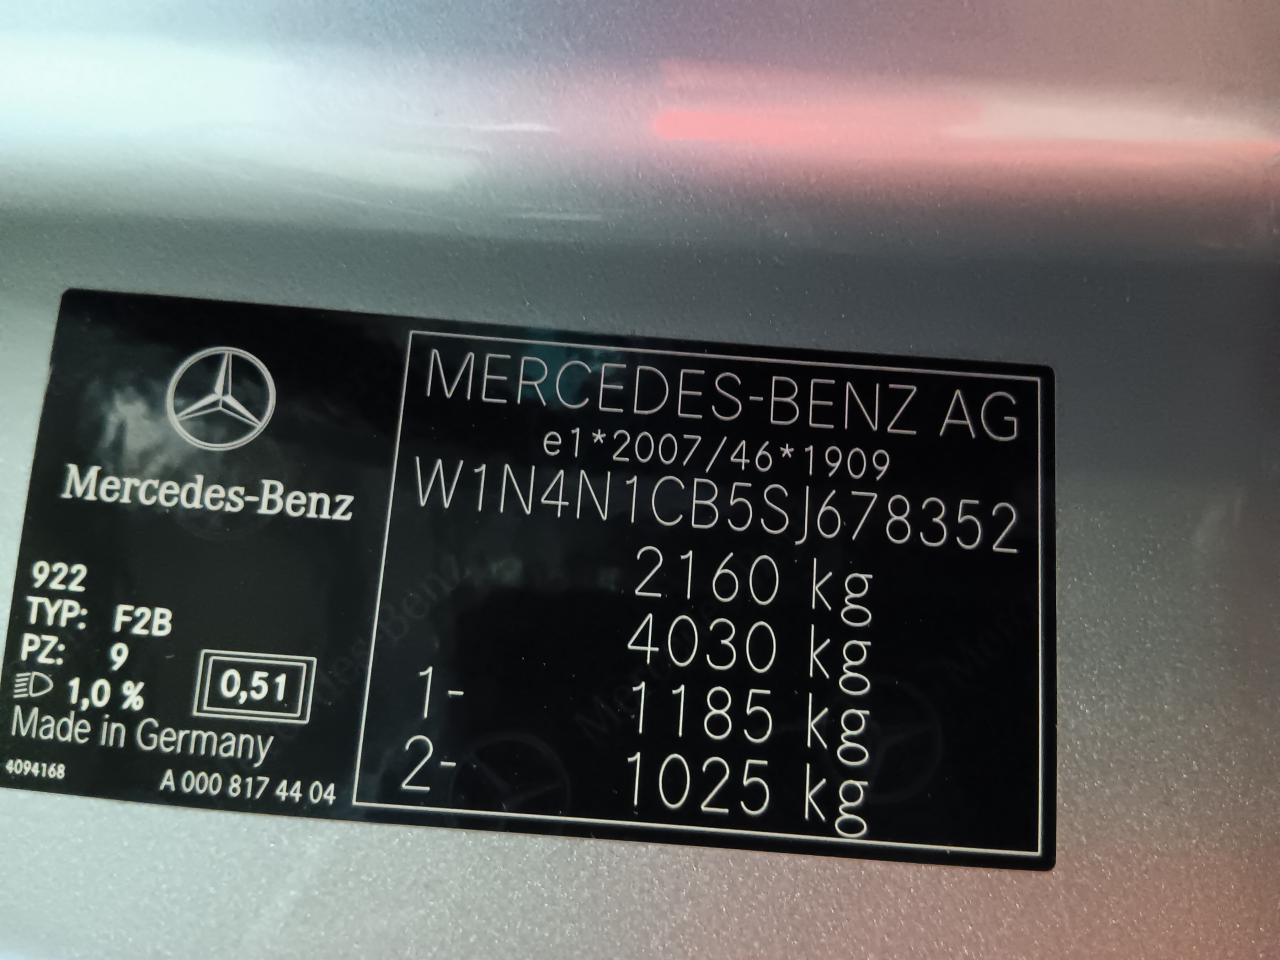 Mercedes-Benz
922
TYP: F2B
PZ: 9
1,0 %
0,51
Made in Germany
4094168
A 000 817 44 04
MERCEDES-BENZ AG
e1*2007/46*1909
W1N4N1CB5SJ678352
2160 kg
4030 kg
1- 1185 kg
2- 1025 kg